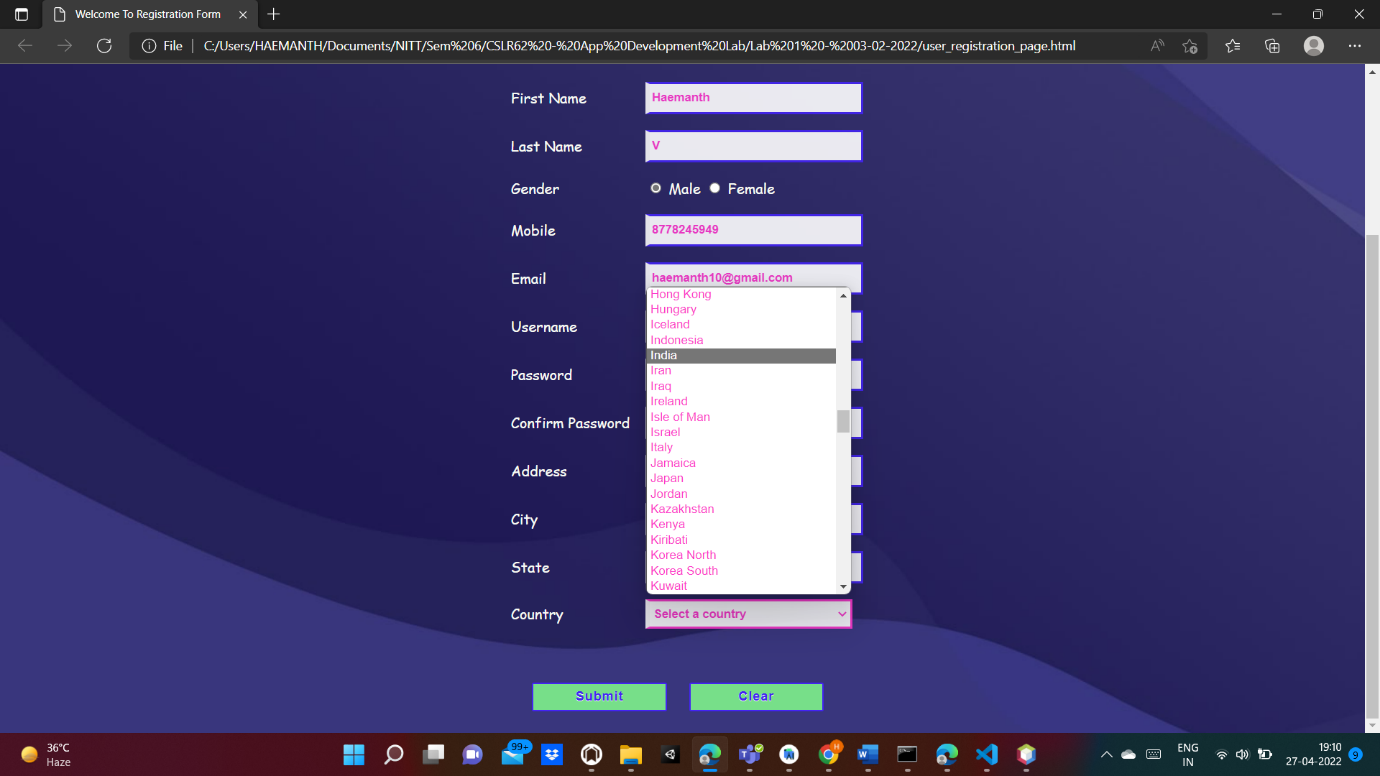 Welcome To Registration Form
File
C:/Users/HAEMANTH/Documents/NITT/Sem%206/CSLR62%20-%20App%20Development%20Lab/Lab%201%20-%2003-02-2022/user_registration_page.html
First Name
Haemanth
Last Name
V
Gender
Male Female
Mobile
8778245949
Email
haemanth10@gmail.com
Hong Kong
Hungary
Iceland
Username
Indonesia
India
Iran
Password
Iraq
Ireland
Isle of Man
Confirm Password
Israel
Italy
Jamaica
Address
Japan
Jordan
Kazakhstan
City
Kenya
Kiribati
Korea North
State
Korea South
Kuwait
Country
Select a country
Submit Clear
36°C
Haze
99+
H
ENG
IN
19:10
27-04-2022
9